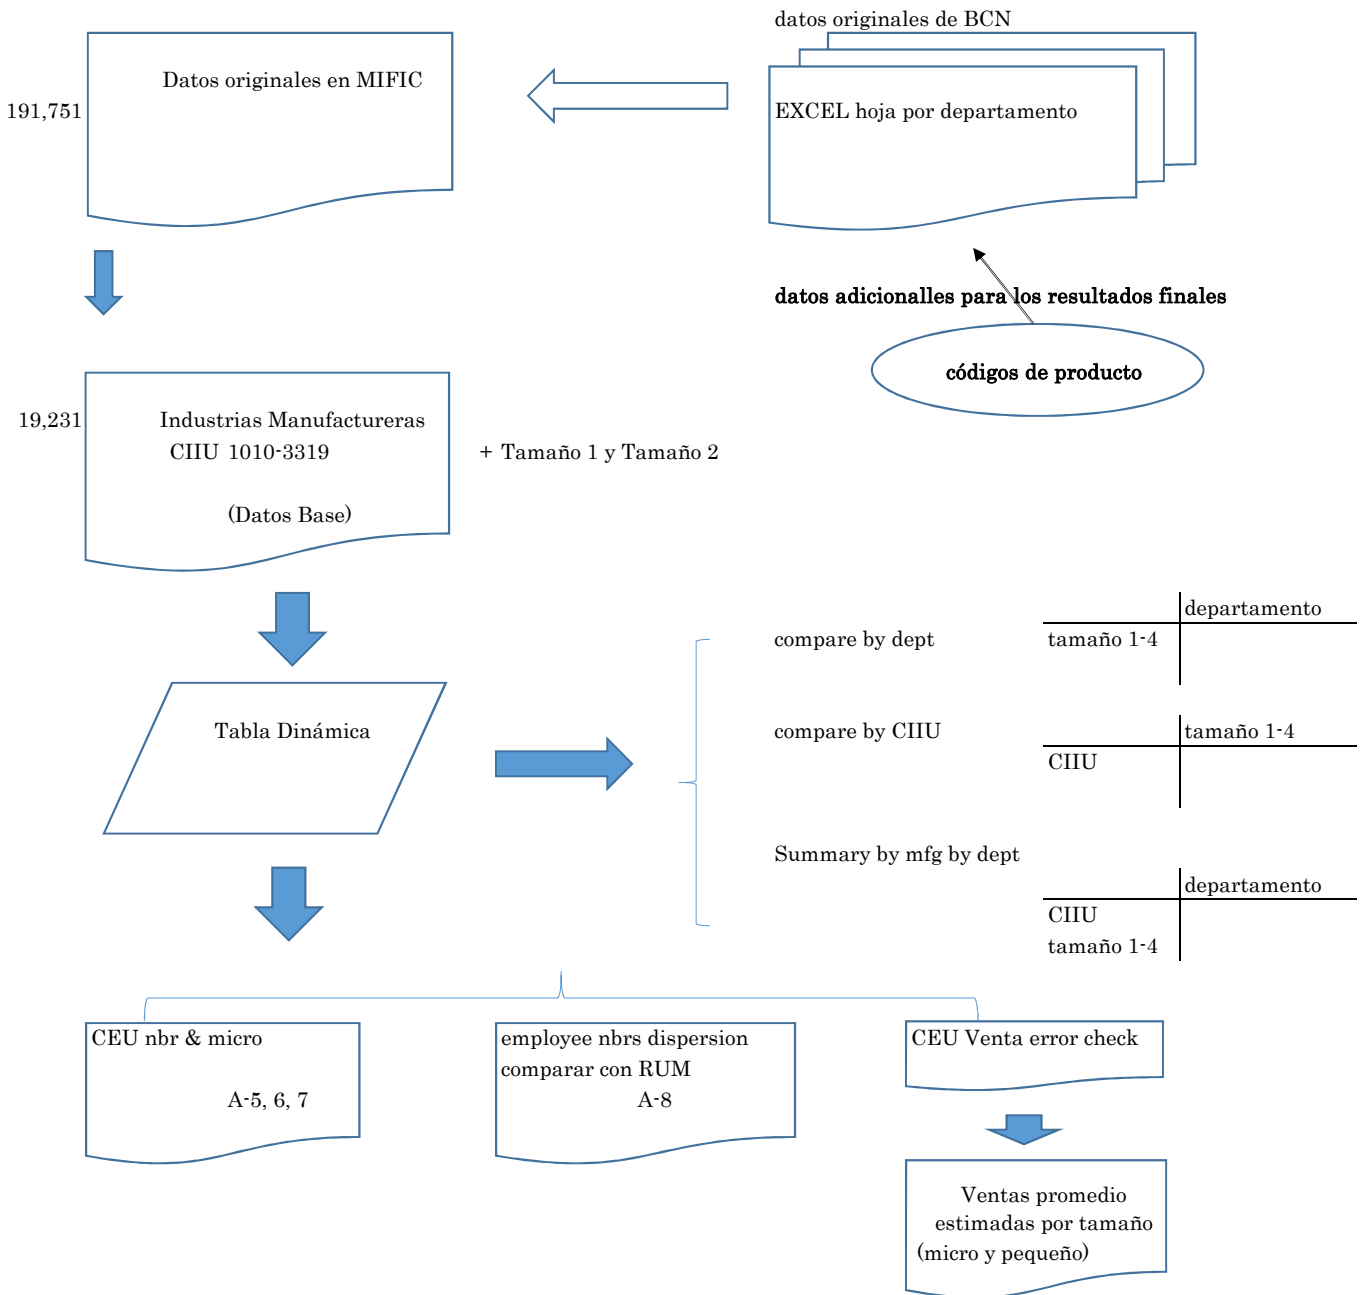 datos originales de BCN
Datos originales en MIFIC
191,751
EXCEL hoja por departamento
datos adicionalles para los resultados finales
códigos de producto
19,231
Industrias Manufactureras
CIIU 1010-3319
+ Tamaño 1 y Tamaño 2
(Datos Base)
departamento
compare by dept
tamaño 1-4
Tabla Dinámica
compare by CIIU
tamaño 1-4
CIIU
Summary by mfg by dept
departamento
CIIU
tamaño 1-4
CEU nbr & micro
A-5, 6, 7
employee nbrs dispersion
comparar con RUM
A-8
CEU Venta error check
Ventas promedio
estimadas por tamaño
(micro y pequeño)